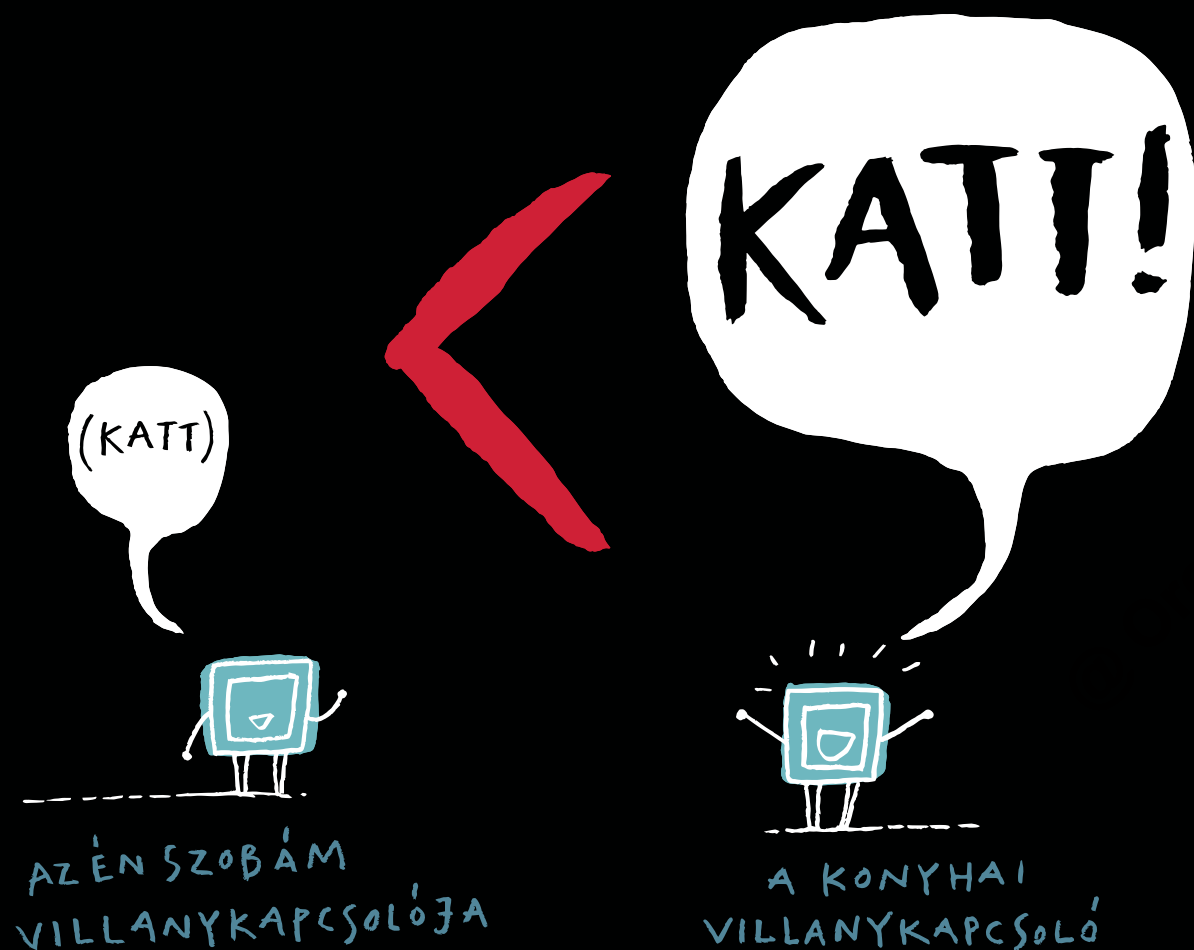 KATT!
(KATT)
AZ ÉN SZOBÁM
VILLANYKAPCSOLÓJA
A KONYHAI
VILLANYKAPCSOLÓ